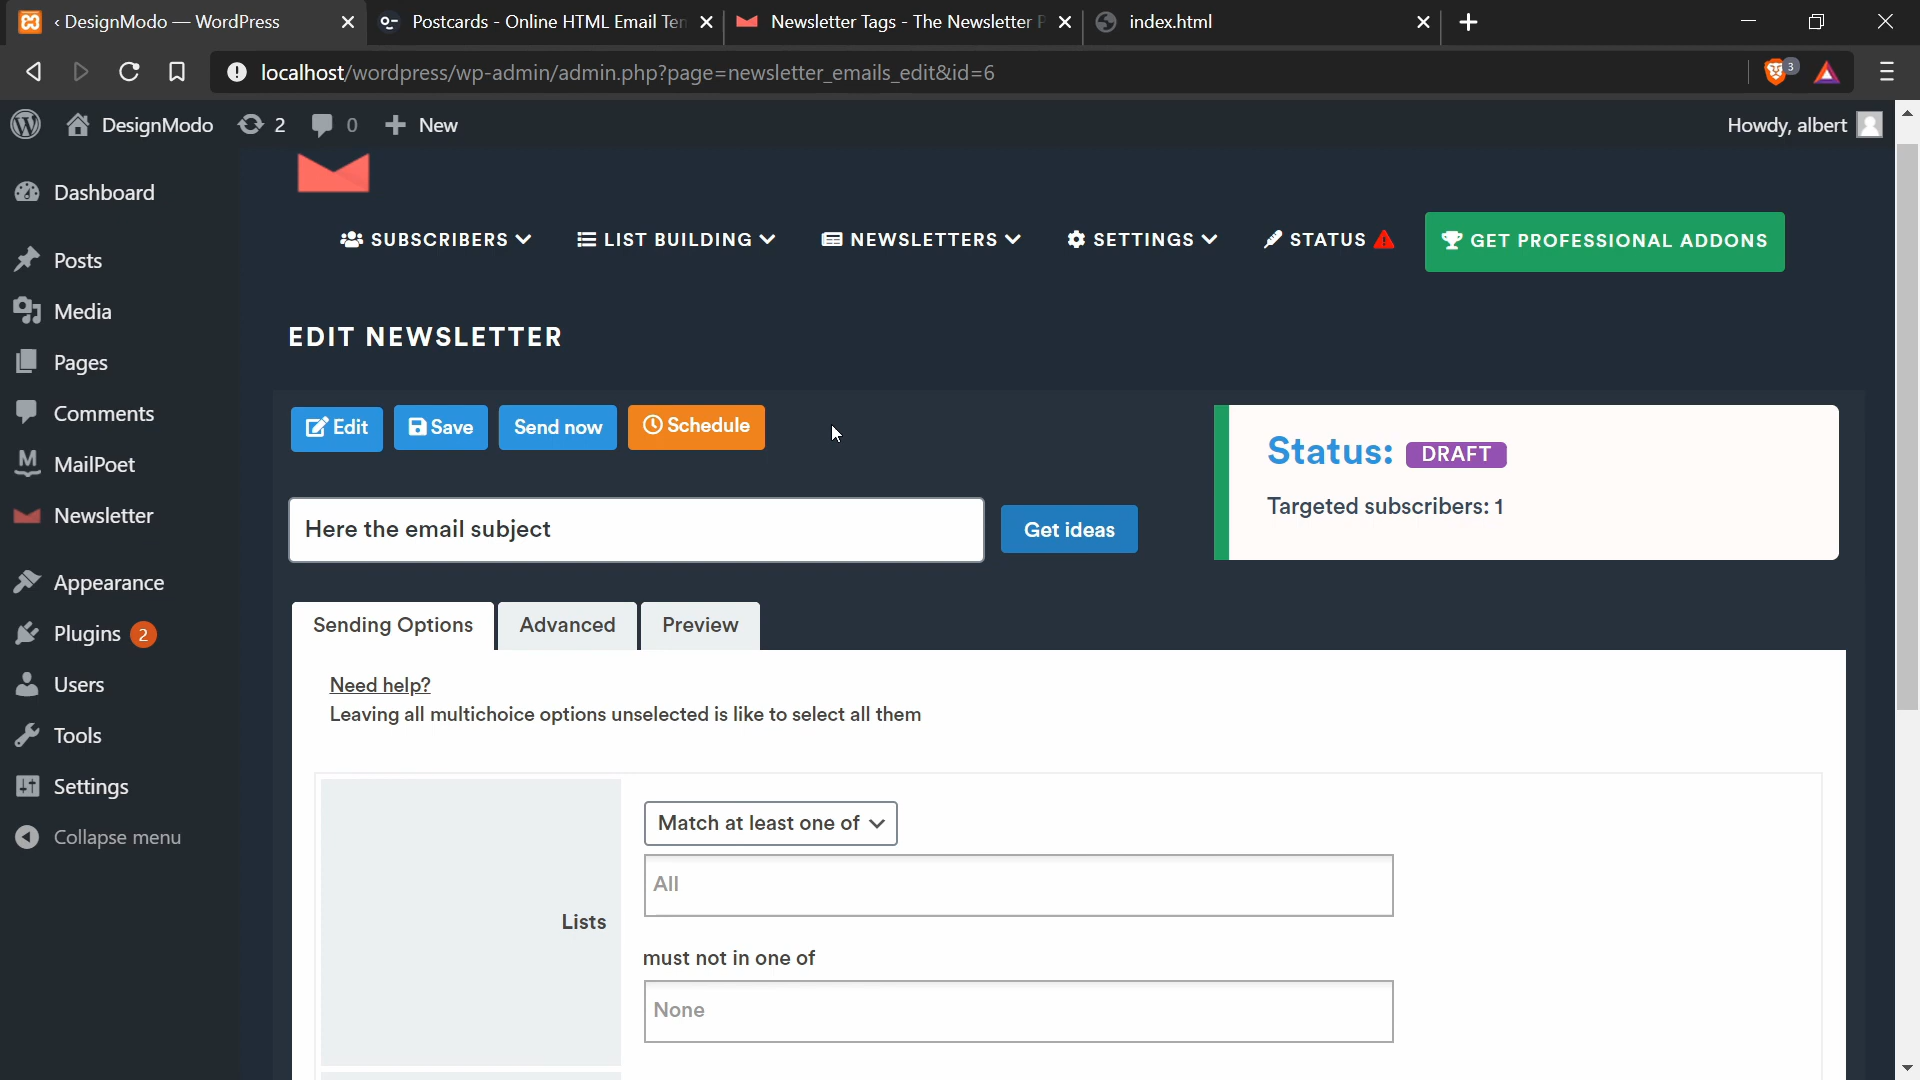 ‹ DesignModo — WordPress
Postcards - Online HTML Email Ten
Newsletter Tags - The Newsletter P
index.html
localhost/wordpress/wp-admin/admin.php?page=newsletter_emails_edit&id=6
3
DesignModo
2
0
New
Howdy, albert
Dashboard
Posts
Media
Pages
Comments
MailPoet
Newsletter
Appearance
Plugins 2
Users
Tools
Settings
Collapse menu
SUBSCRIBERS
LIST BUILDING
NEWSLETTERS
SETTINGS
STATUS
GET PROFESSIONAL ADDONS
EDIT NEWSLETTER
Edit
Save
Send now
Schedule
Status: DRAFT
Targeted subscribers: 1
Here the email subject
Get ideas
Sending Options
Advanced
Preview
Need help?
Leaving all multichoice options unselected is like to select all them
Lists
Match at least one of
All
must not in one of
None